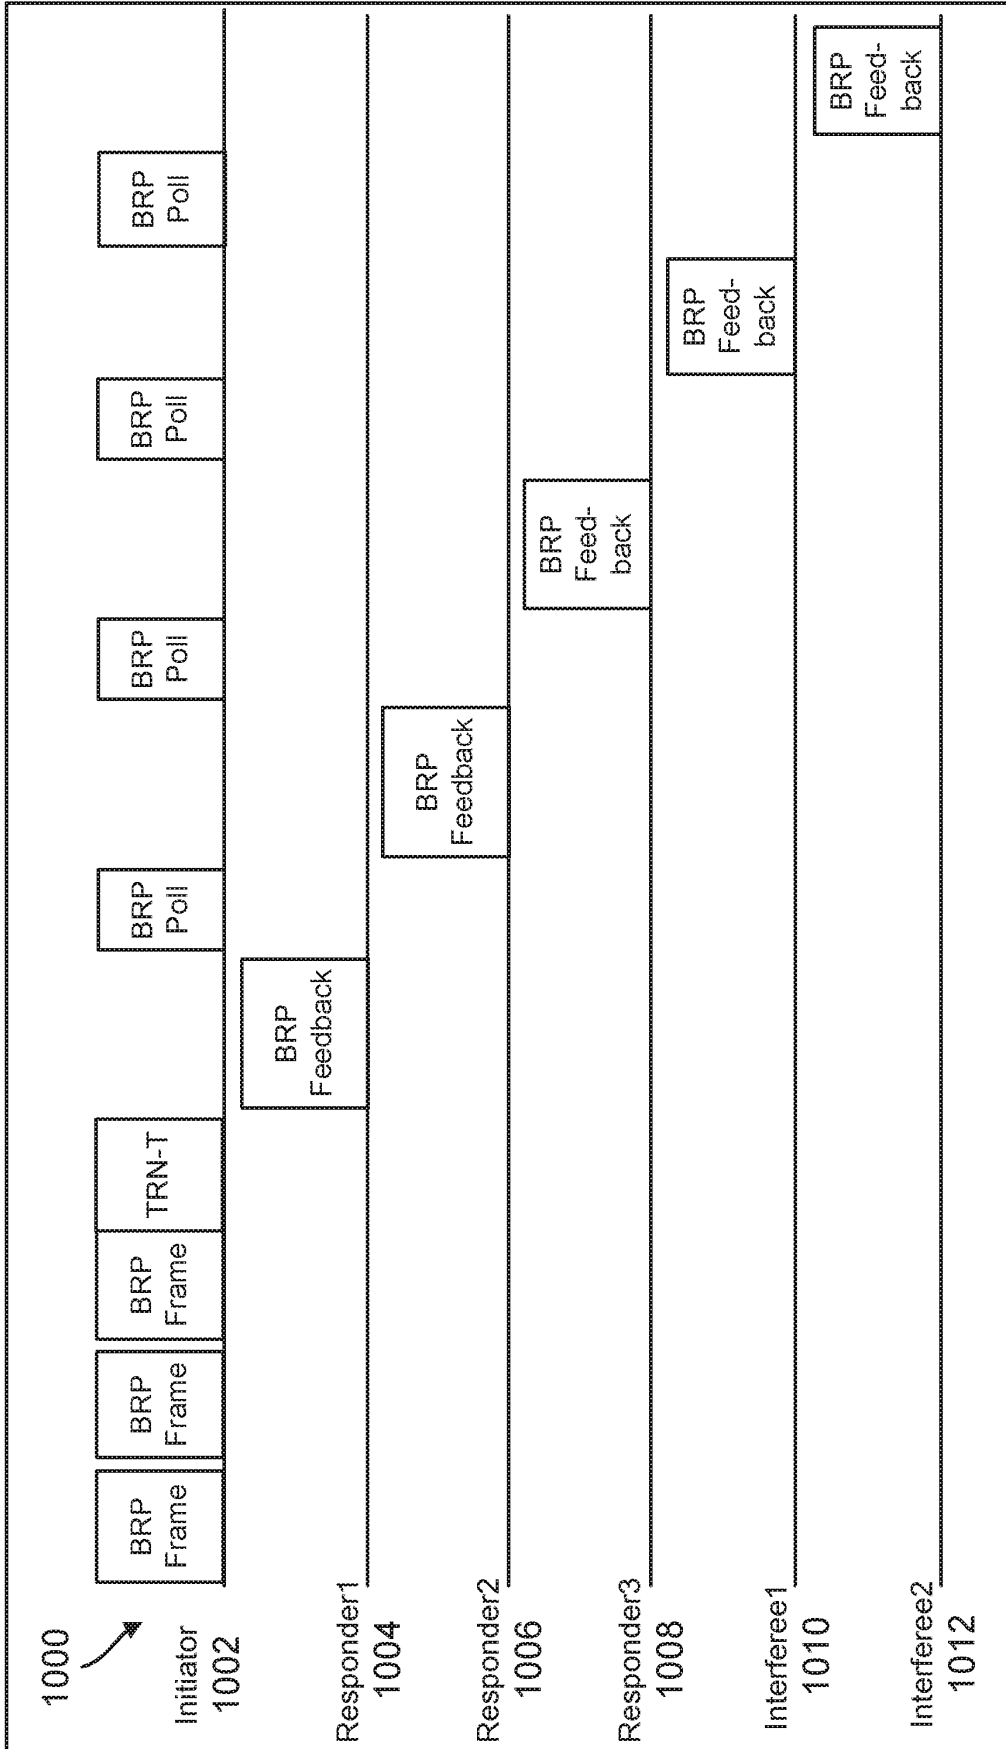 1000
Initiator
1002
BRP
Frame
BRP
Frame
BRP
Frame
TRN-T
BRP
Poll
BRP
Poll
BRP
Poll
BRP
Poll
Responder1
1004
BRP
Feedback
Responder2
1006
BRP
Feedback
Responder3
1008
BRP
Feed-
back
Interferee1
1010
BRP
Feed-
back
Interferee2
1012
BRP
Feed-
back